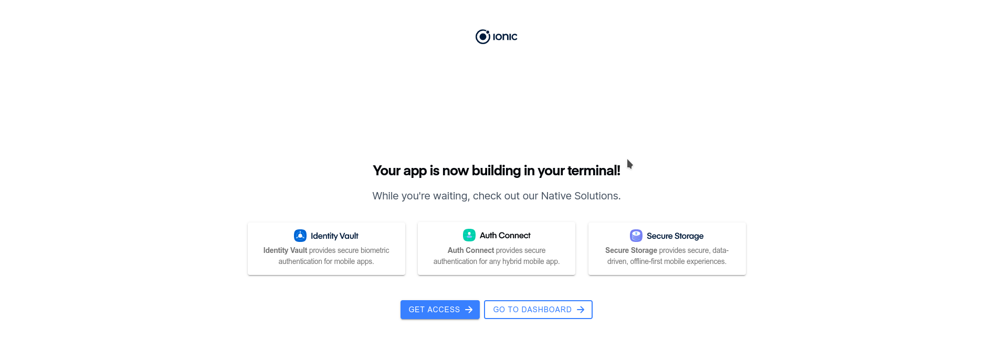 IONIC
Your app is now building in your terminal!
While you're waiting, check out our Native Solutions.
Identity Vault
Identity Vault provides secure biometric
authentication for mobile apps.
Auth Connect
Auth Connect provides secure
authentication for any hybrid mobile app.
Secure Storage
Secure Storage provides secure, data-
driven, offline-first mobile experiences.
GET ACCESS
GO TO DASHBOARD